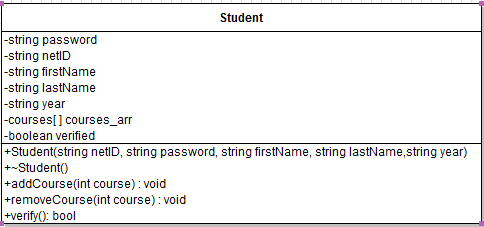 Student
-string password
-string netID
-string firstName
-string lastName
-string year
-courses[ ] courses_arr
-boolean verified
+Student(string netID, string password, string firstName, string lastName,string year)
+~Student()
+addCourse(int course) : void
+removeCourse(int course) : void
+verify(): bool